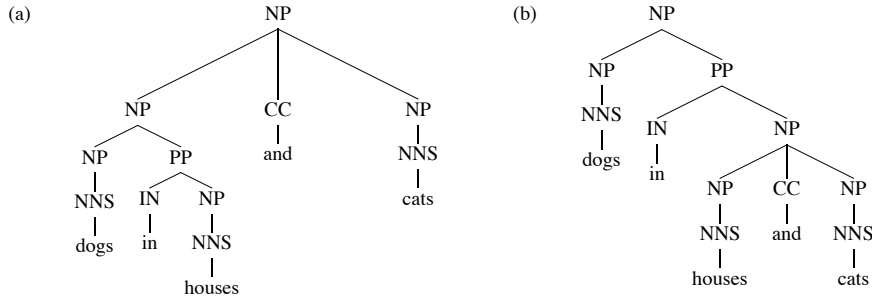 (a)
NP
NP CC NP
NP PP and NNS
NNS IN NP cats
dogs in NNS
houses
(b)
NP
NP PP
NNS IN NP
dogs in NP CC NP
NNS and NNS
houses cats